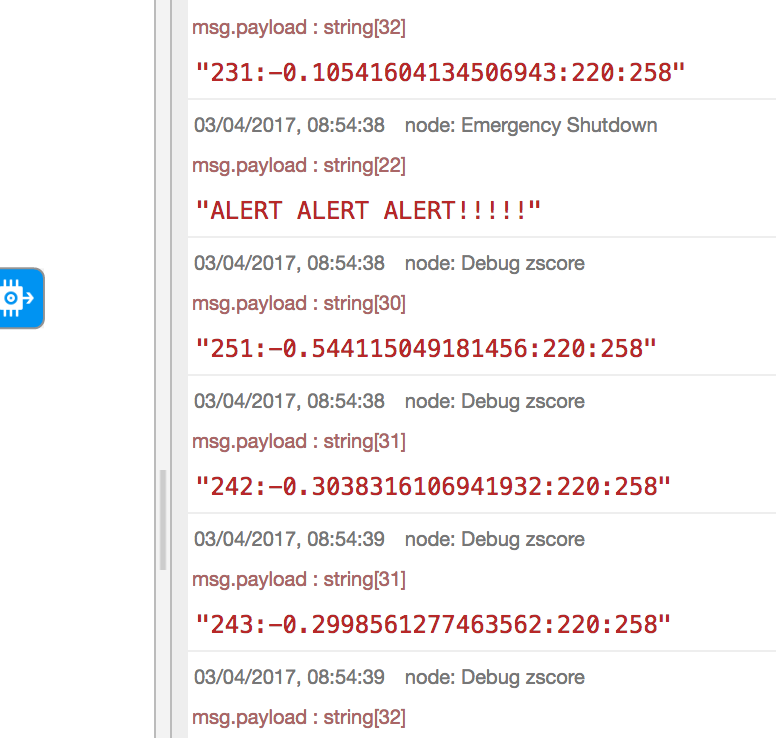 msg.payload : string[32]
"231:-0.10541604134506943:220:258"
03/04/2017, 08:54:38 node: Emergency Shutdown
msg.payload : string[22]
"ALERT ALERT ALERT!!!!!"
03/04/2017, 08:54:38 node: Debug zscore
msg.payload : string[30]
"251:-0.544115049181456:220:258"
03/04/2017, 08:54:38 node: Debug zscore
msg.payload : string[31]
"242:-0.3038316106941932:220:258"
03/04/2017, 08:54:39 node: Debug zscore
msg.payload : string[31]
"243:-0.2998561277463562:220:258"
03/04/2017, 08:54:39 node: Debug zscore
msg.payload : string[32]